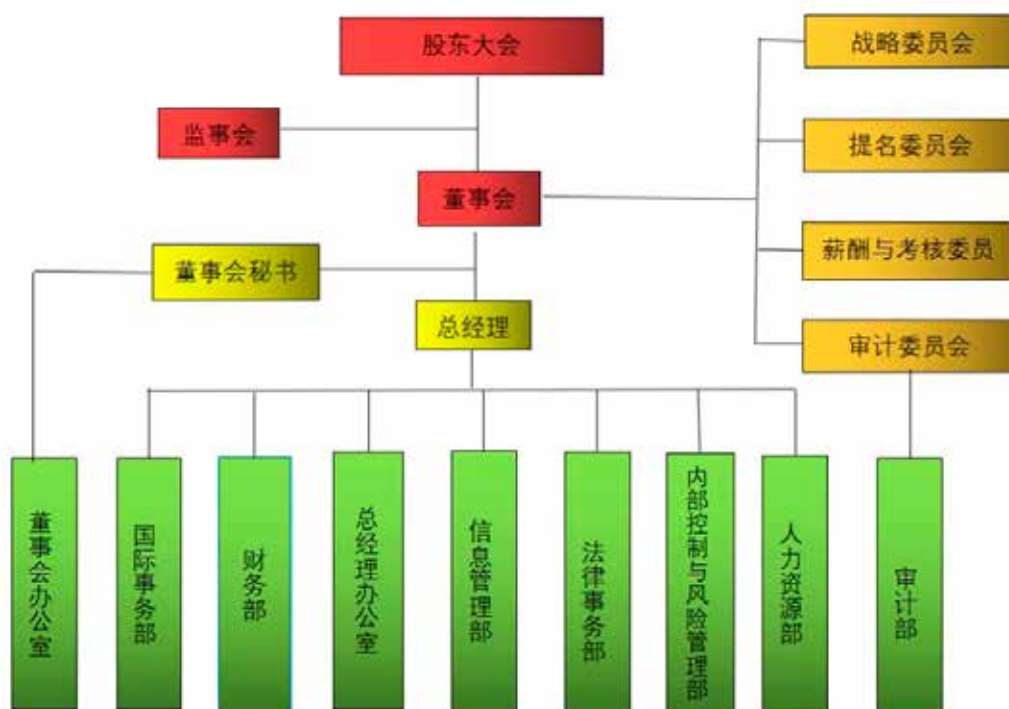 股东大会
战略委员会
监事会
提名委员会
董事会
薪酬与考核委员
董事会秘书
总经理
审计委员会
董事会办公室
国际事务部
财务部
总经理办公室
信息管理部
法律事务部
内部控制与风险管理部
人力资源部
审计部